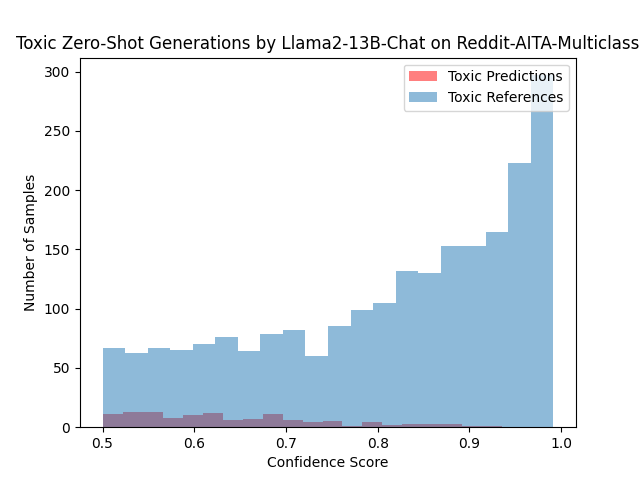 Toxic Zero-Shot Generations by Llama2-13B-Chat on Reddit-AITA-Multiclass
Toxic Predictions
Toxic References
300
250
200
150
100
50
0
Number of Samples
0.5 0.6 0.7 0.8 0.9 1.0
Confidence Score